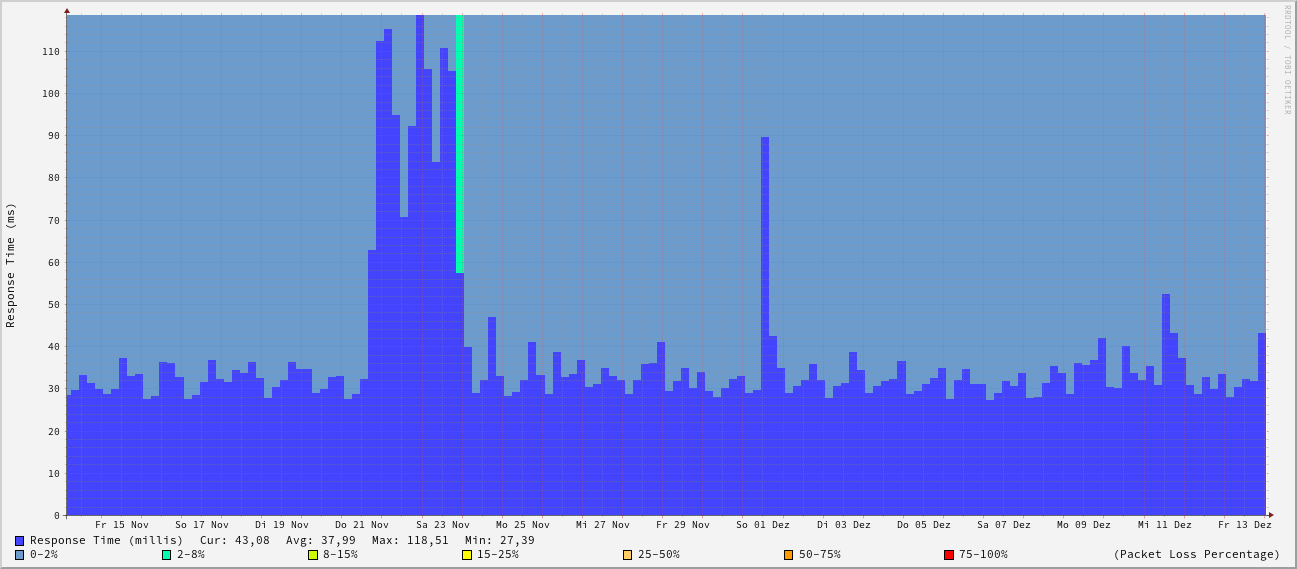 RRDTOOL / TOBI OETIKER
Response Time (ms)
110
100
90
80
70
60
50
40
30
20
10
0
Fr 15 Nov So 17 Nov Di 19 Nov Do 21 Nov Sa 23 Nov Mo 25 Nov Mi 27 Nov Fr 29 Nov So 01 Dez Di 03 Dez Do 05 Dez Sa 07 Dez Mo 09 Dez Mi 11 Dez Fr 13 Dez
Response Time (millis) Cur: 43,08 Avg: 37,99 Max: 118,51 Min: 27,39
0-2% 2-8% 8-15% 15-25% 25-50% 50-75% 75-100% (Packet Loss Percentage)